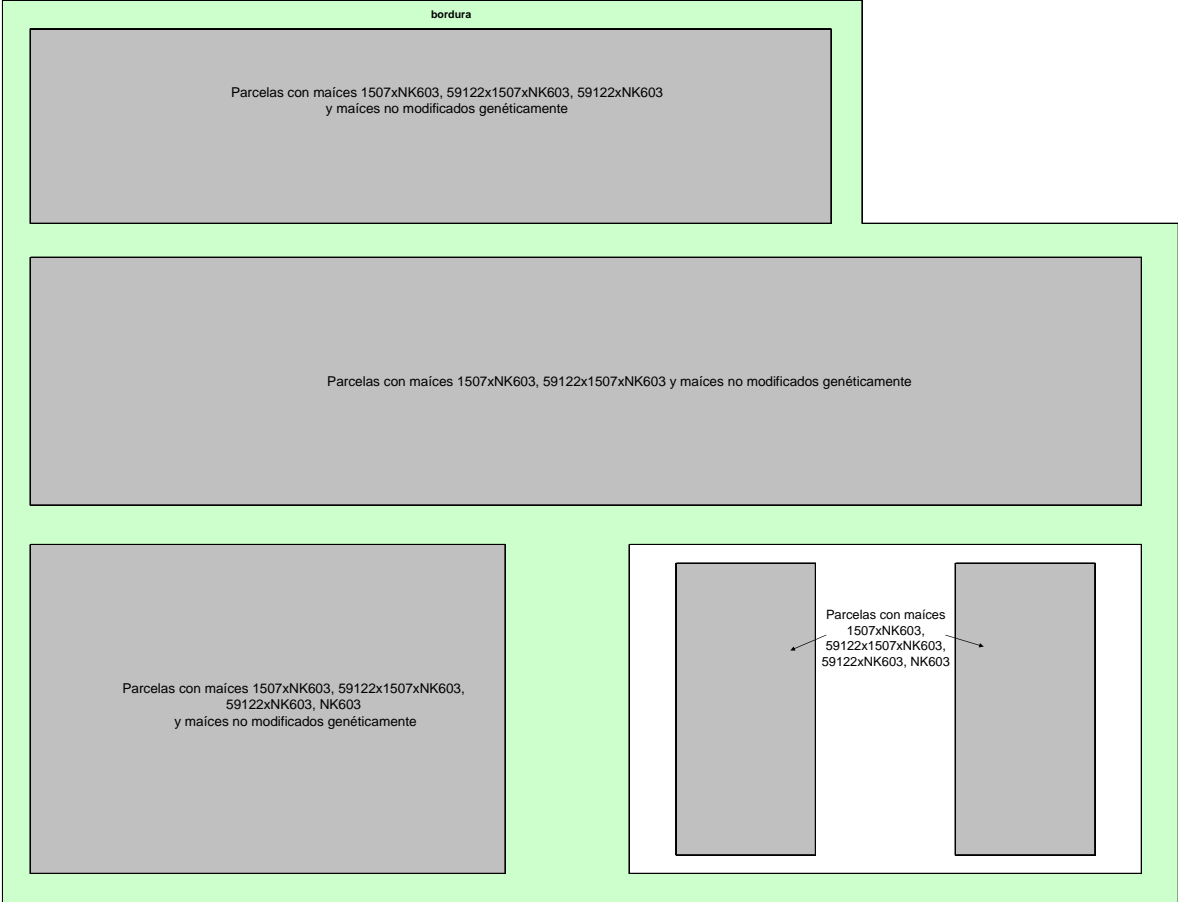 bordura
Parcelas con maíces 1507xNK603, 59122x1507xNK603, 59122xNK603
y maíces no modificados genéticamente
Parcelas con maíces 1507xNK603, 59122x1507xNK603 y maíces no modificados genéticamente
Parcelas con maíces 1507xNK603, 59122x1507xNK603,
59122xNK603, NK603
y maíces no modificados genéticamente
Parcelas con maíces
1507xNK603,
59122x1507xNK603,
59122xNK603, NK603